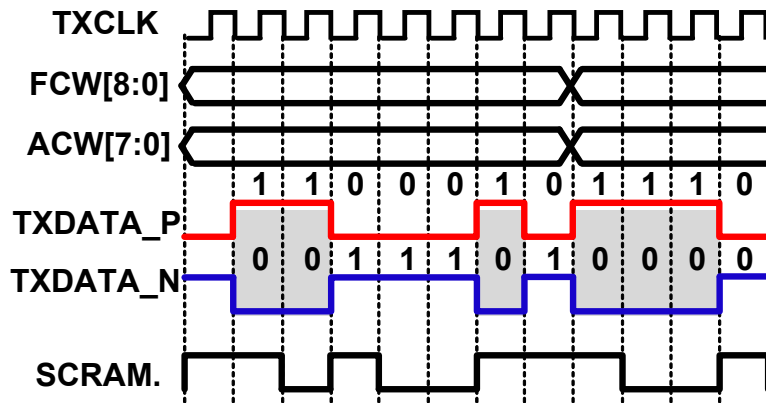 TXCLK
FCW[8:0]
ACW[7:0]
1 1 0 0 0 1 0 1 1 1 0
TXDATA_P
0 0 1 1 1 0 1 0 0 0 0
TXDATA_N
SCRAM.